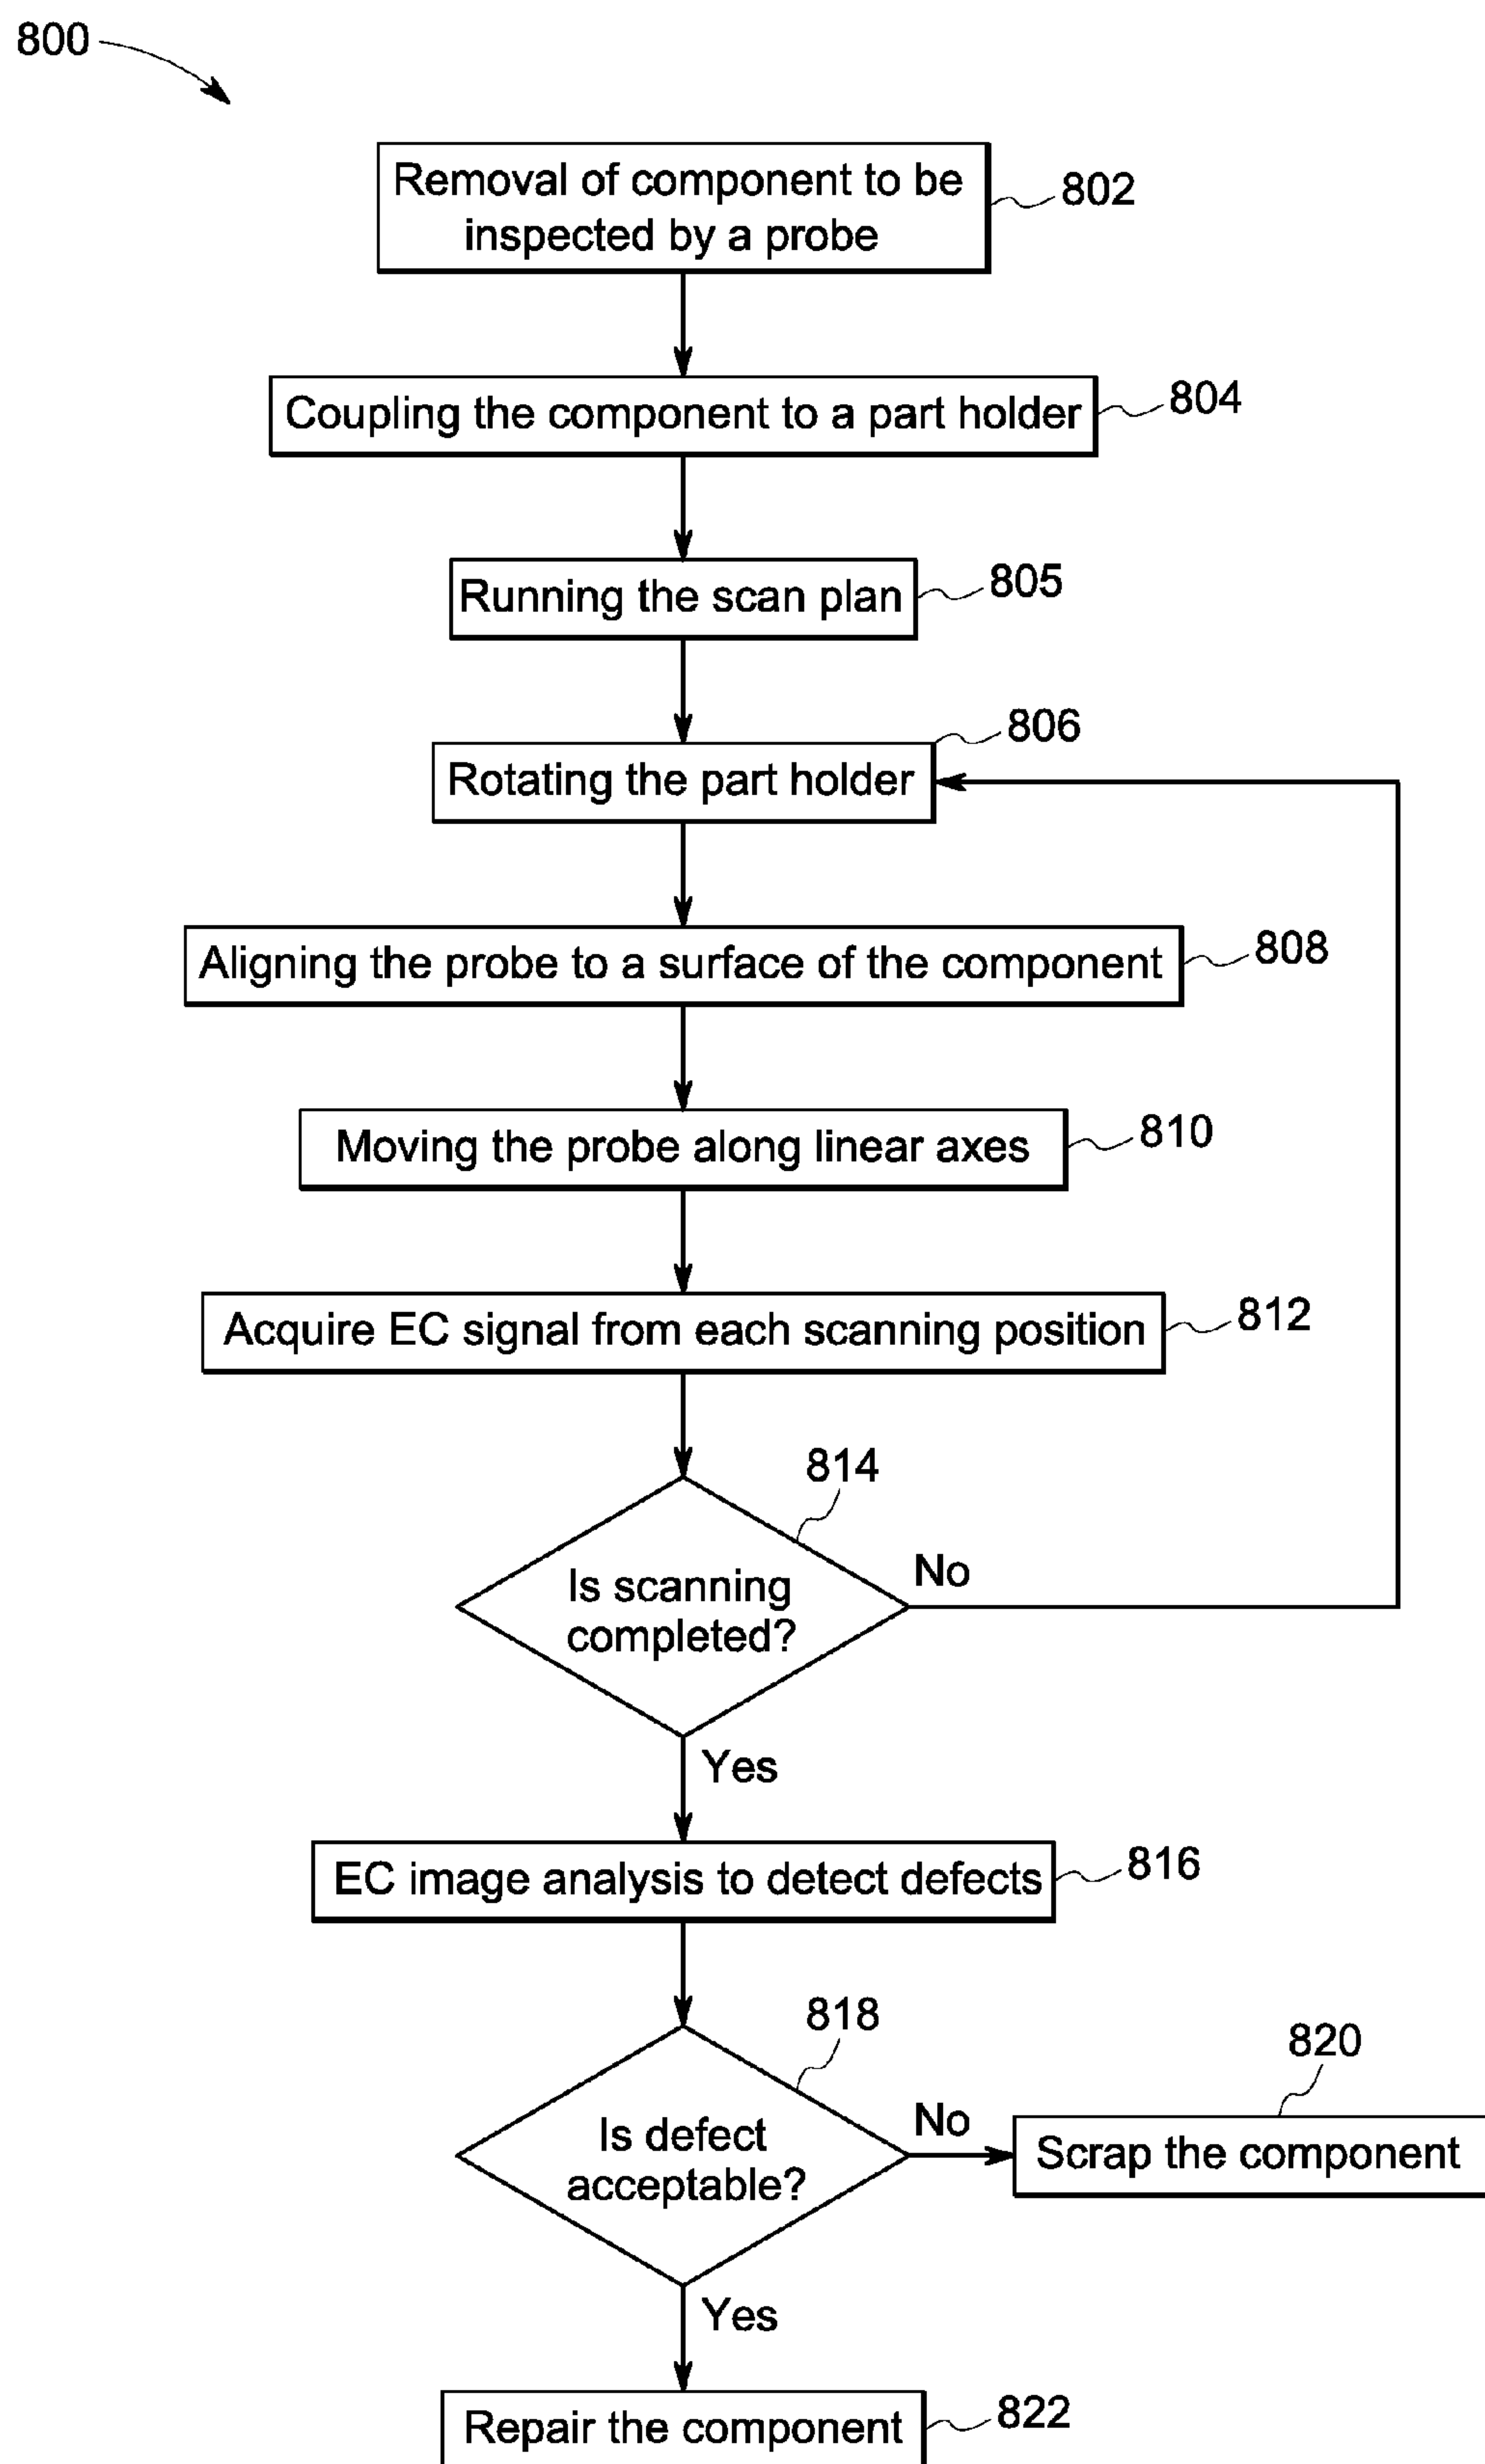 800
Removal of component to be
inspected by a probe
802
Coupling the component to a part holder
804
Running the scan plan
805
Rotating the part holder
806
Aligning the probe to a surface of the component
808
Moving the probe along linear axes
810
Acquire EC signal from each scanning position
812
814
Is scanning
completed?
No
Yes
EC image analysis to detect defects
816
818
Is defect
acceptable?
No
820
Scrap the component
Yes
Repair the component
822